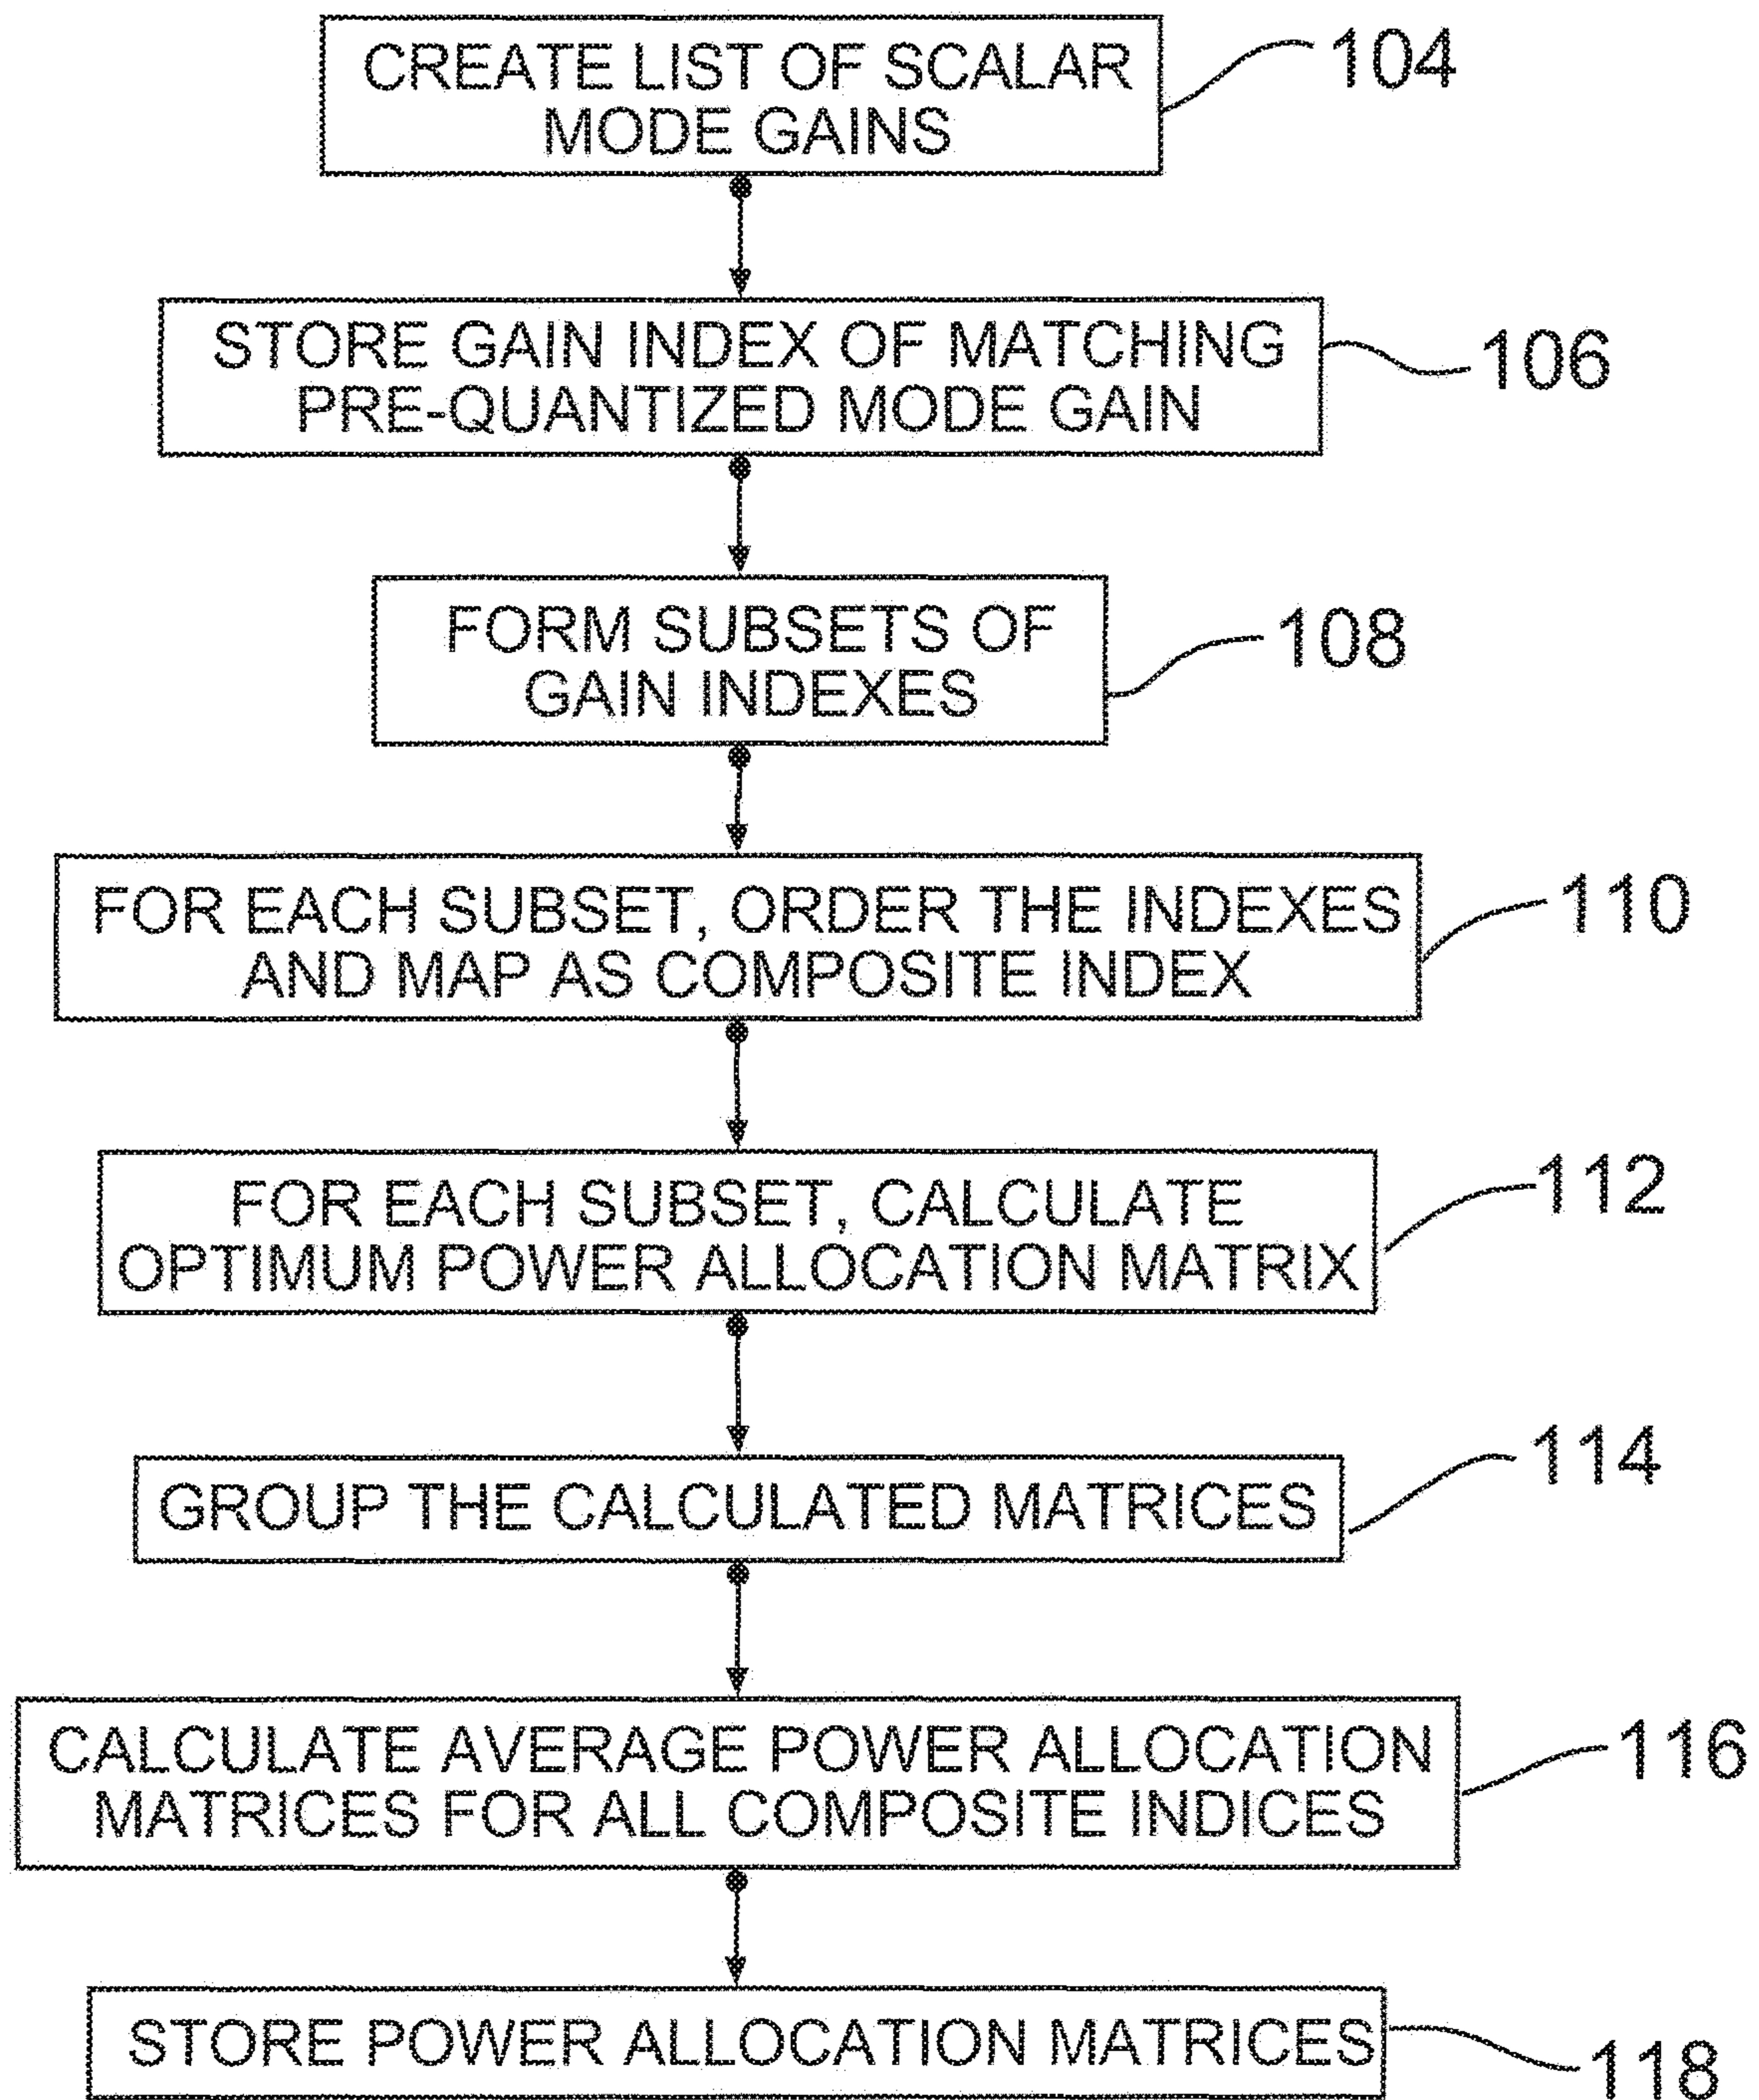 CREATE LIST OF SCALAR
MODE GAINS
104
STORE GAIN INDEX OF MATCHING
PRE-QUANTIZED MODE GAIN
106
FORM SUBSETS OF
GAIN INDEXES
108
FOR EACH SUBSET, ORDER THE INDEXES
AND MAP AS COMPOSITE INDEX
110
FOR EACH SUBSET, CALCULATE
OPTIMUM POWER ALLOCATION MATRIX
112
GROUP THE CALCULATED MATRICES
114
CALCULATE AVERAGE POWER ALLOCATION
MATRICES FOR ALL COMPOSITE INDICES
116
STORE POWER ALLOCATION MATRICES
118